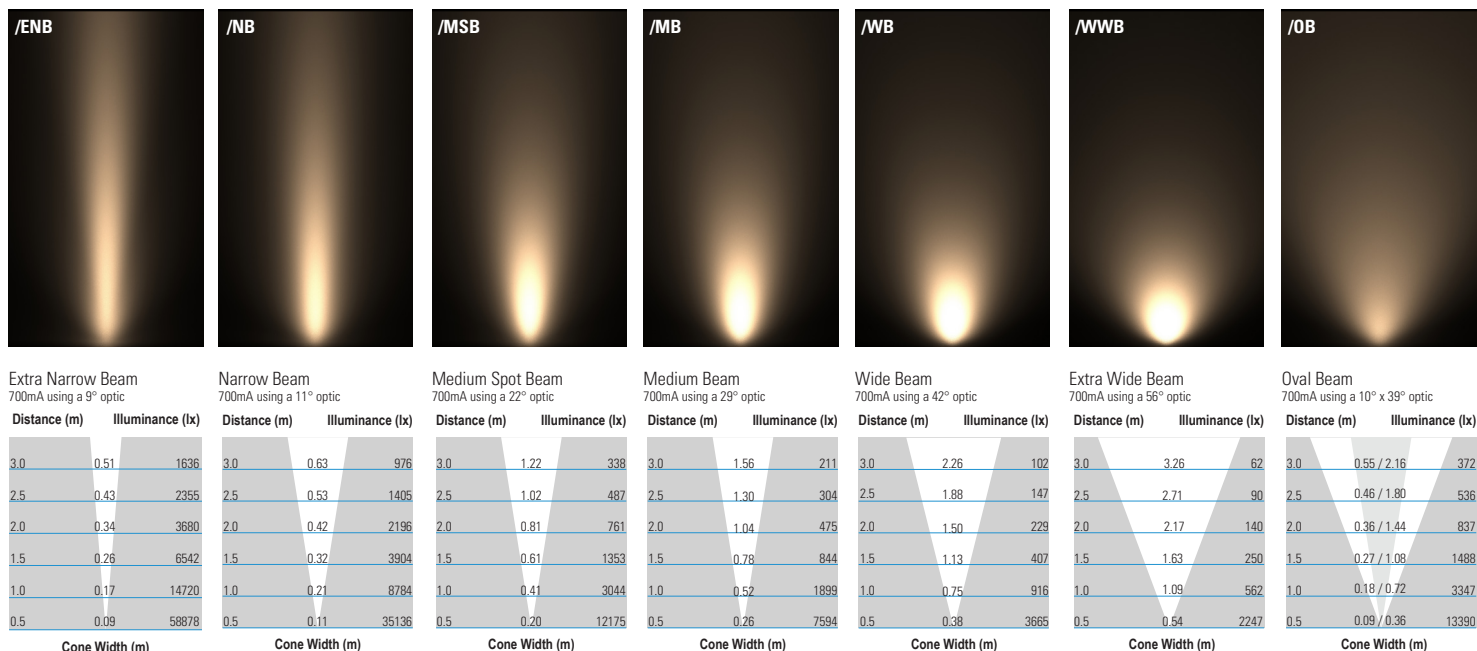 /ENB
Extra Narrow Beam
700mA using a 9° optic
Distance (m) Illuminance (lx)
3.0 0.51 1636
2.5 0.43 2355
2.0 0.34 3680
1.5 0.26 6542
1.0 0.17 14720
0.5 0.09 58878
Cone Width (m)
/NB
Narrow Beam
700mA using a 11° optic
Distance (m) Illuminance (lx)
3.0 0.63 976
2.5 0.53 1405
2.0 0.42 2196
1.5 0.32 3904
1.0 0.21 8784
0.5 0.11 35136
Cone Width (m)
/MSB
Medium Spot Beam
700mA using a 22° optic
Distance (m) Illuminance (lx)
3.0 1.22 338
2.5 1.02 487
2.0 0.81 761
1.5 0.61 1353
1.0 0.41 3044
0.5 0.20 12175
Cone Width (m)
/MB
Medium Beam
700mA using a 29° optic
Distance (m) Illuminance (lx)
3.0 1.56 211
2.5 1.30 304
2.0 1.04 475
1.5 0.78 844
1.0 0.52 1899
0.5 0.26 7594
Cone Width (m)
/WB
Wide Beam
700mA using a 42° optic
Distance (m) Illuminance (lx)
3.0 2.26 102
2.5 1.88 147
2.0 1.50 229
1.5 1.13 407
1.0 0.75 916
0.5 0.38 3665
Cone Width (m)
/WWB
Extra Wide Beam
700mA using a 56° optic
Distance (m) Illuminance (lx)
3.0 3.26 62
2.5 2.71 90
2.0 2.17 140
1.5 1.63 250
1.0 1.09 562
0.5 0.54 2247
Cone Width (m)
/OB
Oval Beam
700mA using a 10° x 39° optic
Distance (m) Illuminance (lx)
3.0 0.55 / 2.16 372
2.5 0.46 / 1.80 536
2.0 0.36 / 1.44 837
1.5 0.27 / 1.08 1488
1.0 0.18 / 0.72 3347
0.5 0.09 / 0.36 13390
Cone Width (m)